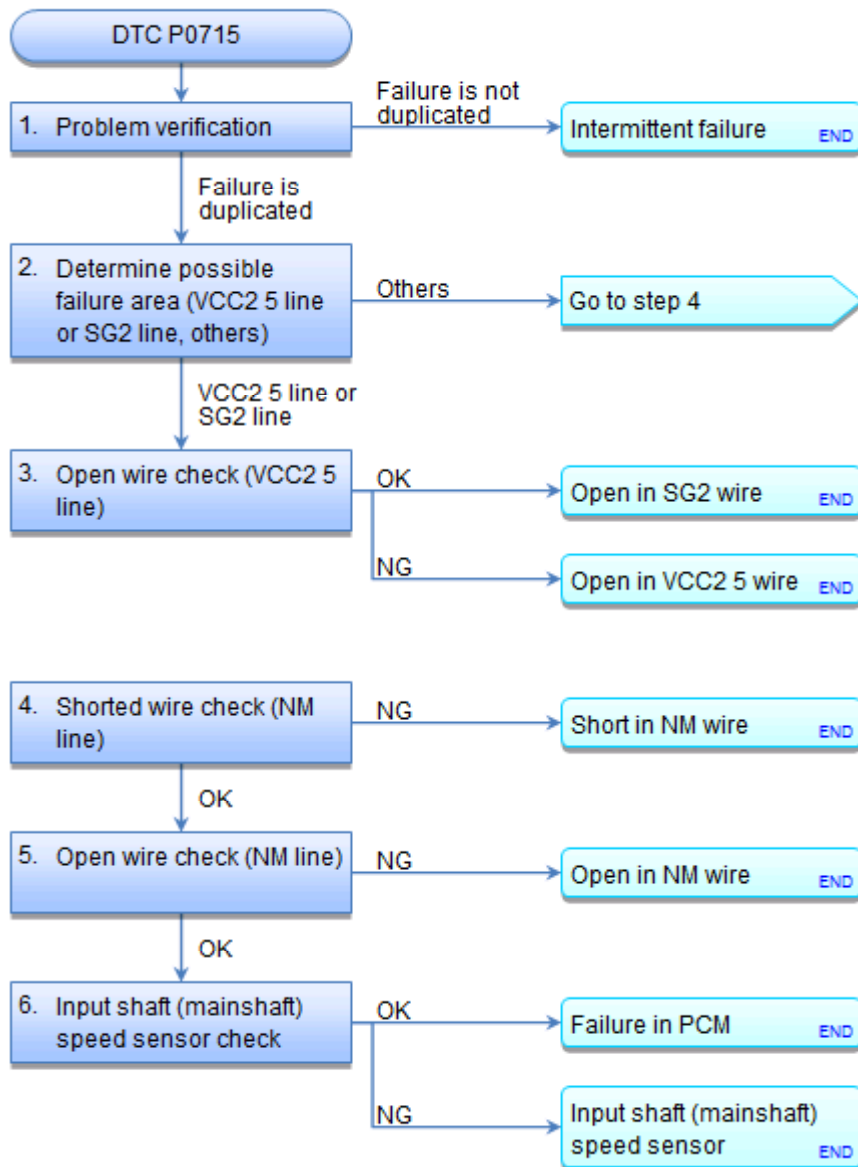 DTC P0715
1. Problem verification
Failure is not
duplicated
Intermittent failure
END
Failure is
duplicated
2. Determine possible
failure area (VCC2 5 line
or SG2 line, others)
Others
Go to step 4
VCC2 5 line or
SG2 line
3. Open wire check (VCC2 5
line)
OK
Open in SG2 wire
END
NG
Open in VCC2 5 wire
END
4. Shorted wire check (NM
line)
NG
Short in NM wire
END
OK
5. Open wire check (NM line)
NG
Open in NM wire
END
OK
6. Input shaft (mainshaft)
speed sensor check
OK
Failure in PCM
END
NG
Input shaft (mainshaft)
speed sensor
END